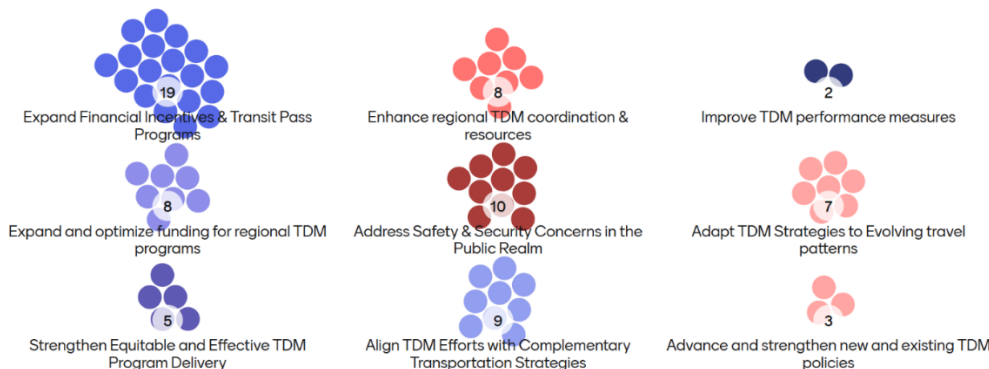 19
Expand Financial Incentives & Transit Pass
Programs
8
Enhance regional TDM coordination &
resources
2
Improve TDM performance measures
8
Expand and optimize funding for regional TDM
programs
10
Address Safety & Security Concerns in the
Public Realm
7
Adapt TDM Strategies to Evolving travel
patterns
5
Strengthen Equitable and Effective TDM
Program Delivery
9
Align TDM Efforts with Complementary
Transportation Strategies
3
Advance and strengthen new and existing TDM
policies